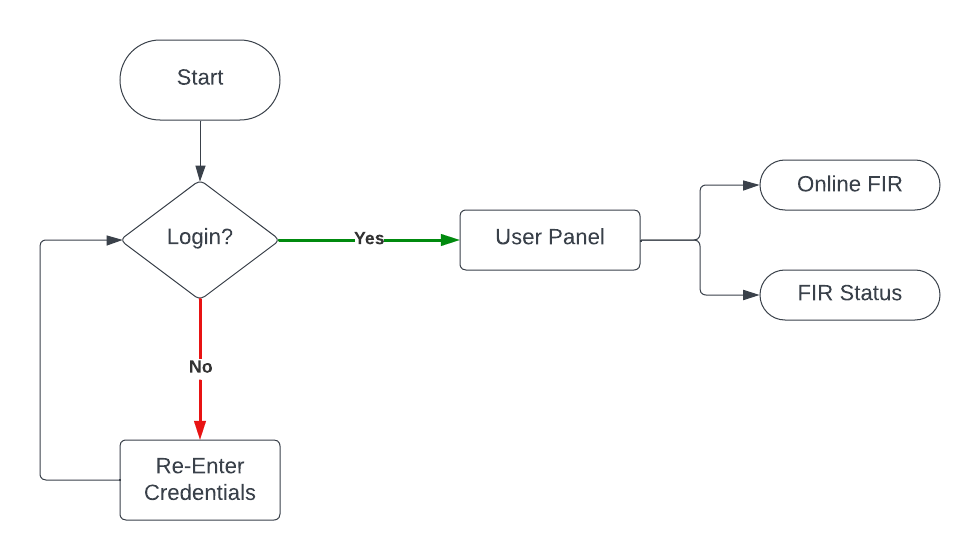 Start
Login?
Yes
User Panel
Online FIR
FIR Status
No
Re-Enter
Credentials